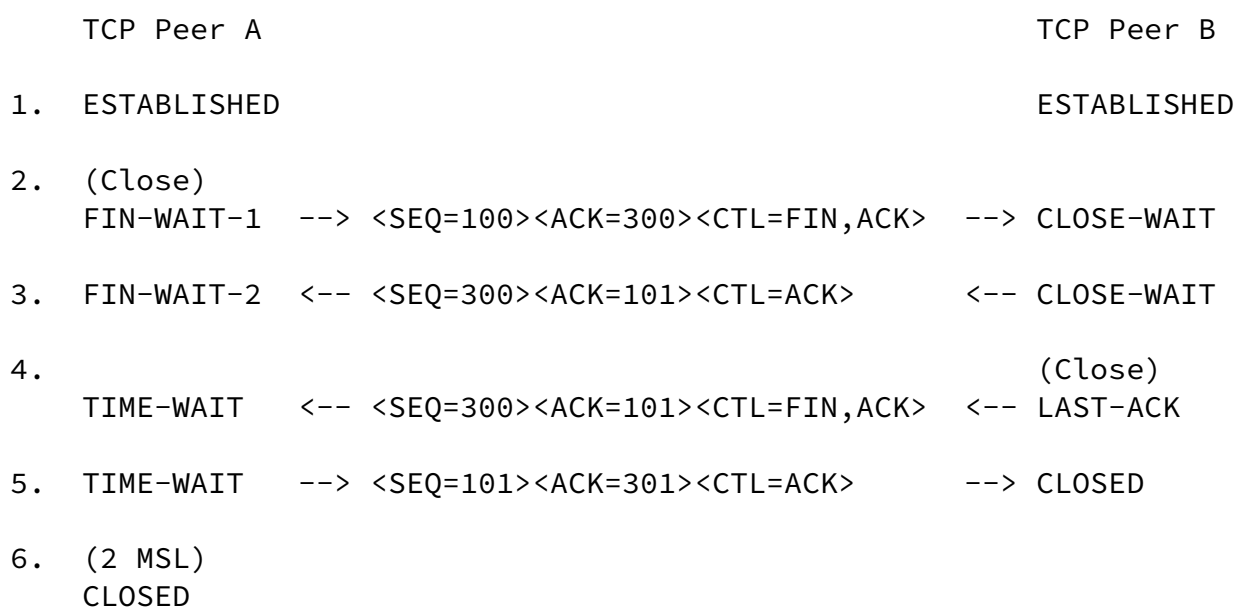 TCP Peer A                                                TCP Peer B
1.  ESTABLISHED                                               ESTABLISHED
2.  (Close)
FIN-WAIT-1  --> <SEQ=100><ACK=300><CTL=FIN,ACK>  --> CLOSE-WAIT
3.  FIN-WAIT-2  <-- <SEQ=300><ACK=101><CTL=ACK>      <-- CLOSE-WAIT
4.                                                            (Close)
TIME-WAIT   <-- <SEQ=300><ACK=101><CTL=FIN,ACK>  <-- LAST-ACK
5.  TIME-WAIT   --> <SEQ=101><ACK=301><CTL=ACK>      --> CLOSED
6.  (2 MSL)
CLOSED